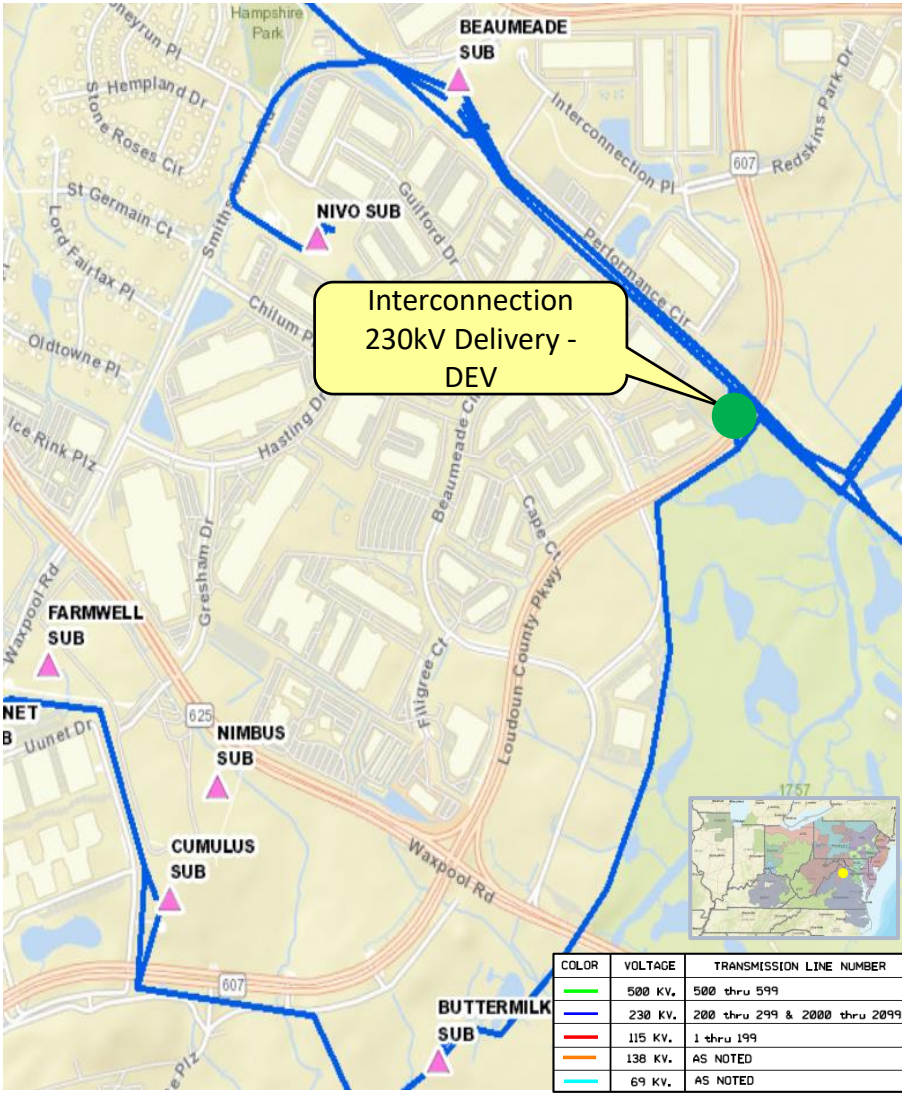 Hampshire
Park
oneyrun Pl
Hempland Dr
Stone Roses Cir
St Germain Ct
Lord Fairfax Pl
Oldtowne Pl
Ice Rink Plz
BEAUMEADE
SUB
Interconnection Pl
Redskins Park Dr
607
NIVO SUB
Guilford Dr
Performance Cir
Chilum P
Interconnection
230kV Delivery -
DEV
Hasting Dr
Beaumeade Cir
Cape Ct
Gresham Dr
Waxpool Rd
FARMWELL
SUB
NET
B
Uunet Dr
625
Filigree Ct
Loudoun County Pkwy
NIMBUS
SUB
1757
CUMULUS
SUB
Waxpool Rd
607
BUTTERMILK
SUB
e Plz
COLOR VOLTAGE TRANSMISSION LINE NUMBER
500 KV. 500 thru 599
230 KV. 200 thru 299 & 2000 thru 2099
115 KV. 1 thru 199
138 KV. AS NOTED
69 KV. AS NOTED